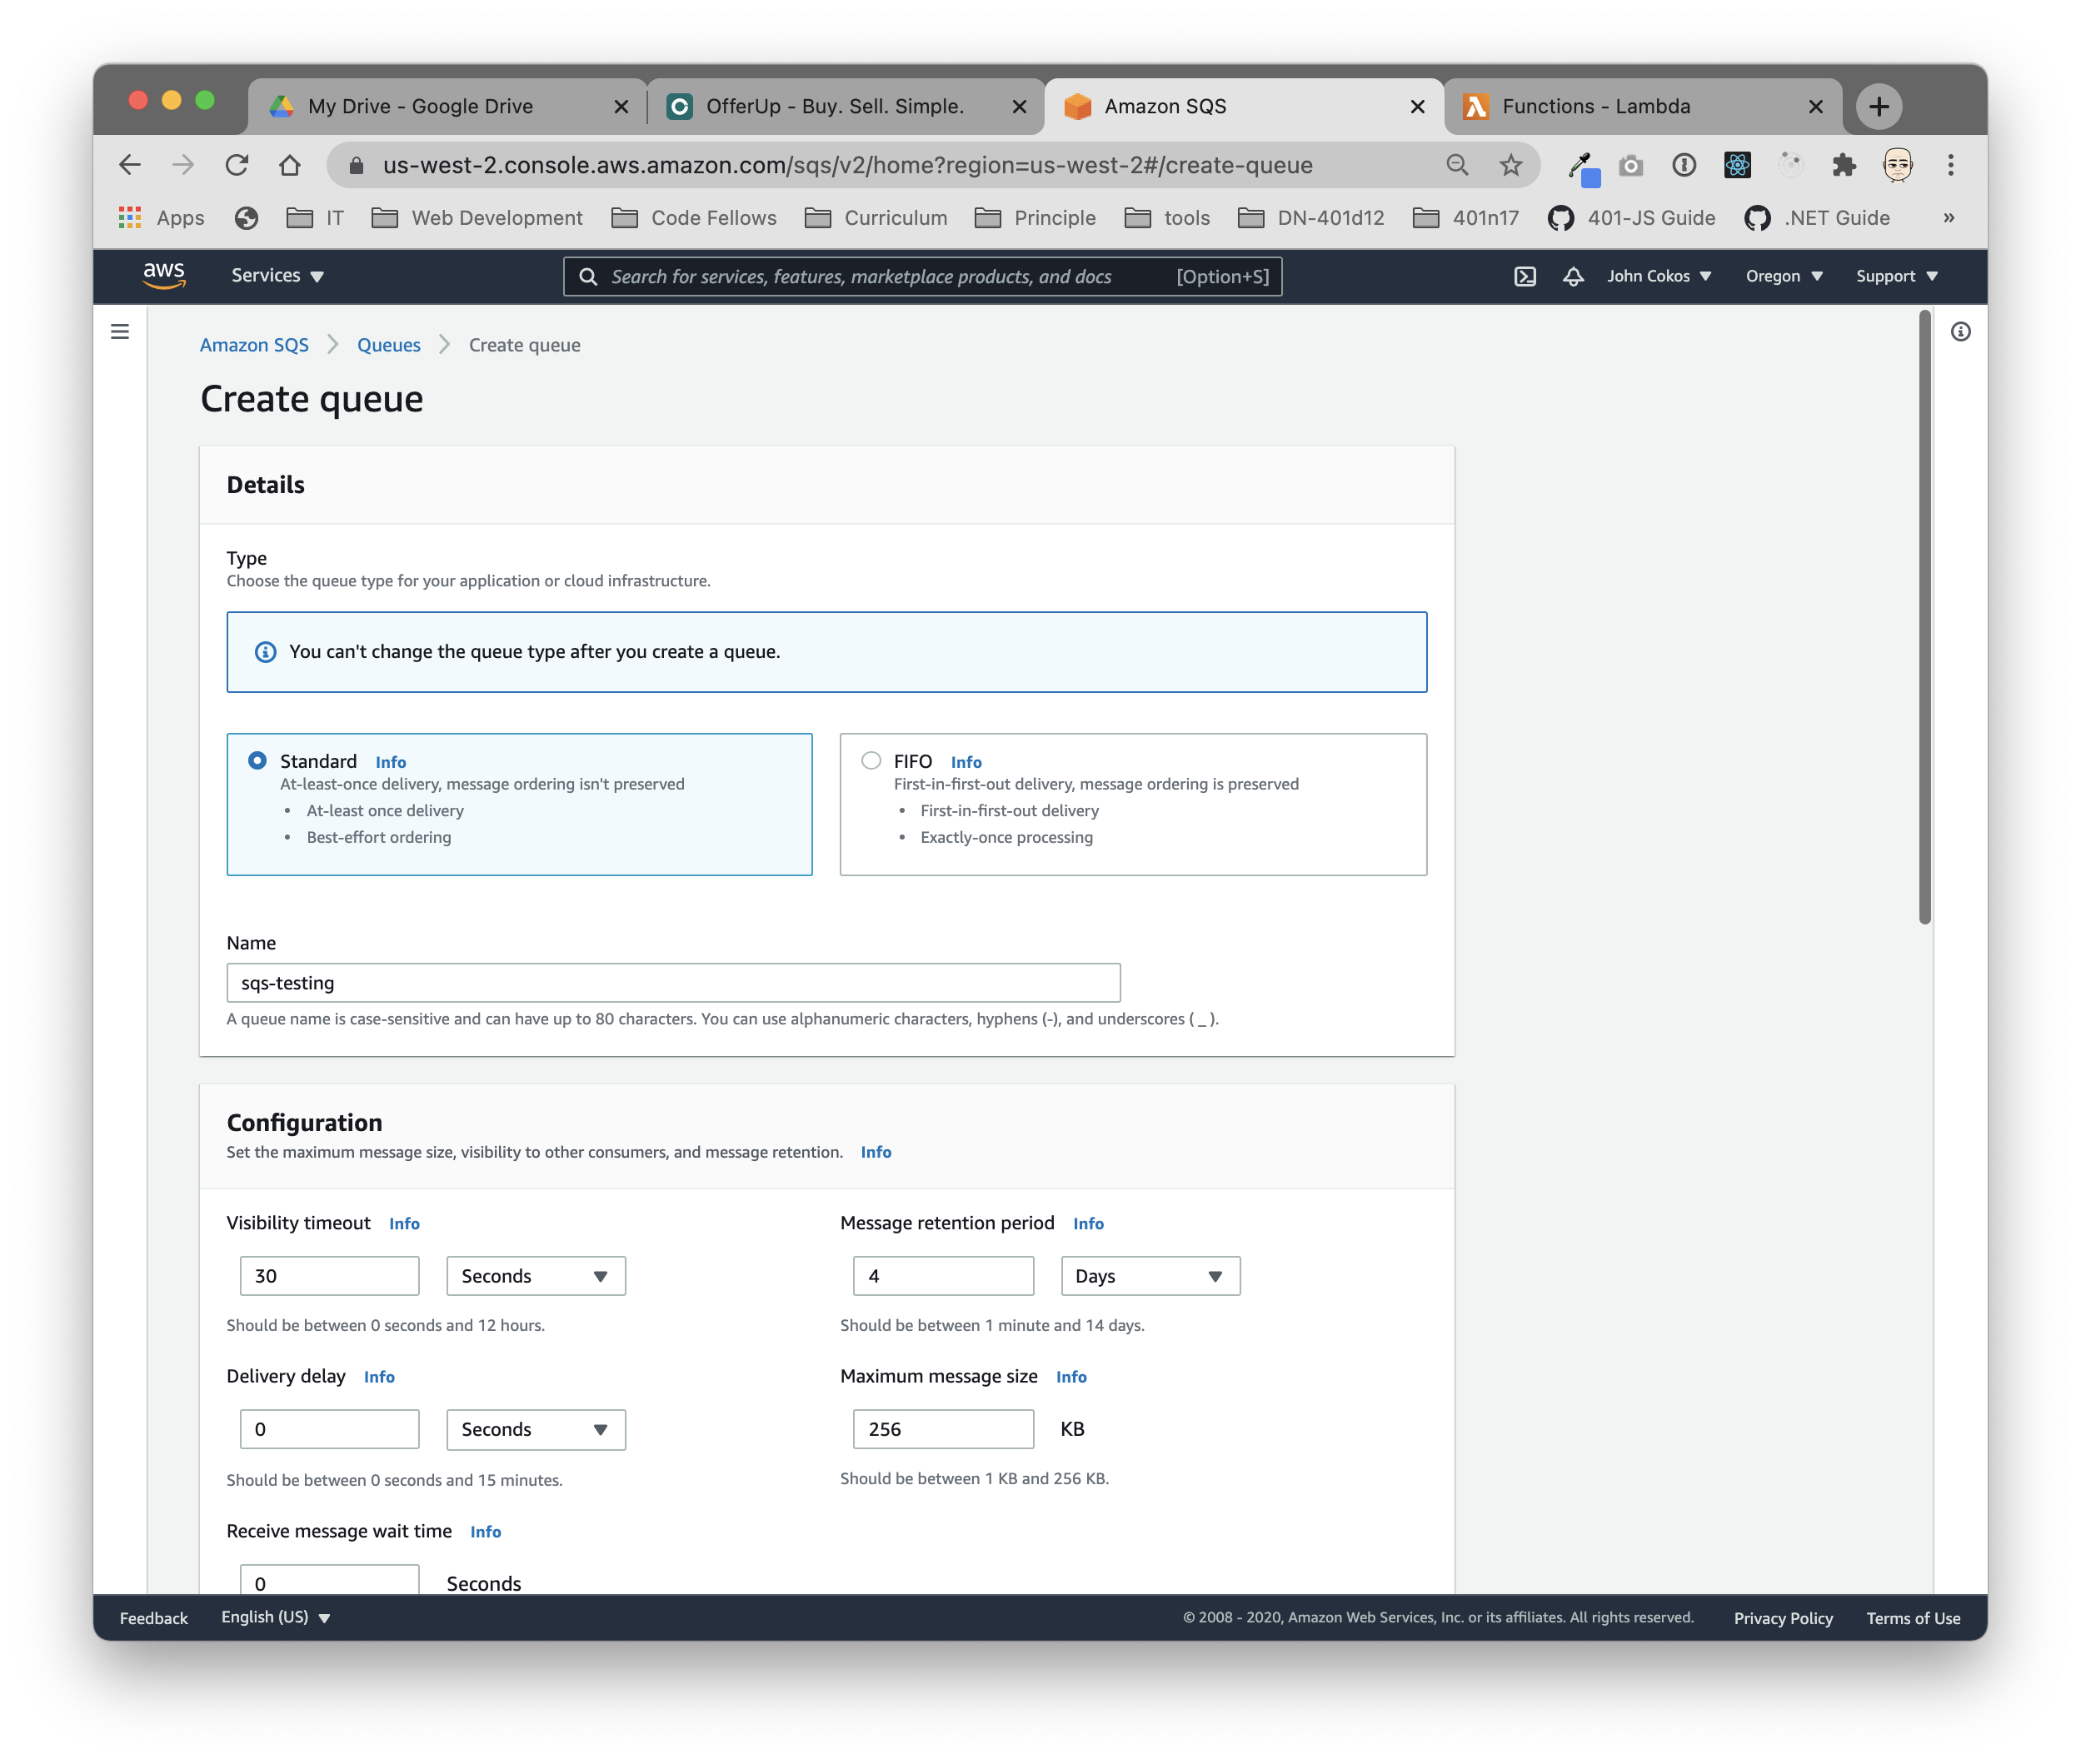 My Drive - Google Drive
OfferUp - Buy. Sell. Simple.
Amazon SQS
Functions - Lambda
us-west-2.console.aws.amazon.com/sqs/v2/home?region=us-west-2#/create-queue
Apps
IT
Web Development
Code Fellows
Curriculum
Principle
tools
DN-401d12
401n17
401-JS Guide
.NET Guide
»
aws
Services
Search for services, features, marketplace products, and docs
[Option+S]
John Cokos
Oregon
Support
Amazon SQS
Queues
Create queue
Create queue
Details
Type
Choose the queue type for your application or cloud infrastructure.
You can't change the queue type after you create a queue.
Standard Info
At-least-once delivery, message ordering isn't preserved
• At-least once delivery
• Best-effort ordering
FIFO Info
First-in-first-out delivery, message ordering is preserved
• First-in-first-out delivery
• Exactly-once processing
Name
sqs-testing
A queue name is case-sensitive and can have up to 80 characters. You can use alphanumeric characters, hyphens (-), and underscores ( _ ).
Configuration
Set the maximum message size, visibility to other consumers, and message retention. Info
Visibility timeout Info
30
Seconds
Should be between 0 seconds and 12 hours.
Message retention period Info
4
Days
Should be between 1 minute and 14 days.
Delivery delay Info
0
Seconds
Should be between 0 seconds and 15 minutes.
Maximum message size Info
256
KB
Should be between 1 KB and 256 KB.
Receive message wait time Info
0
Seconds
Feedback
English (US)
© 2008 - 2020, Amazon Web Services, Inc. or its affiliates. All rights reserved.
Privacy Policy
Terms of Use